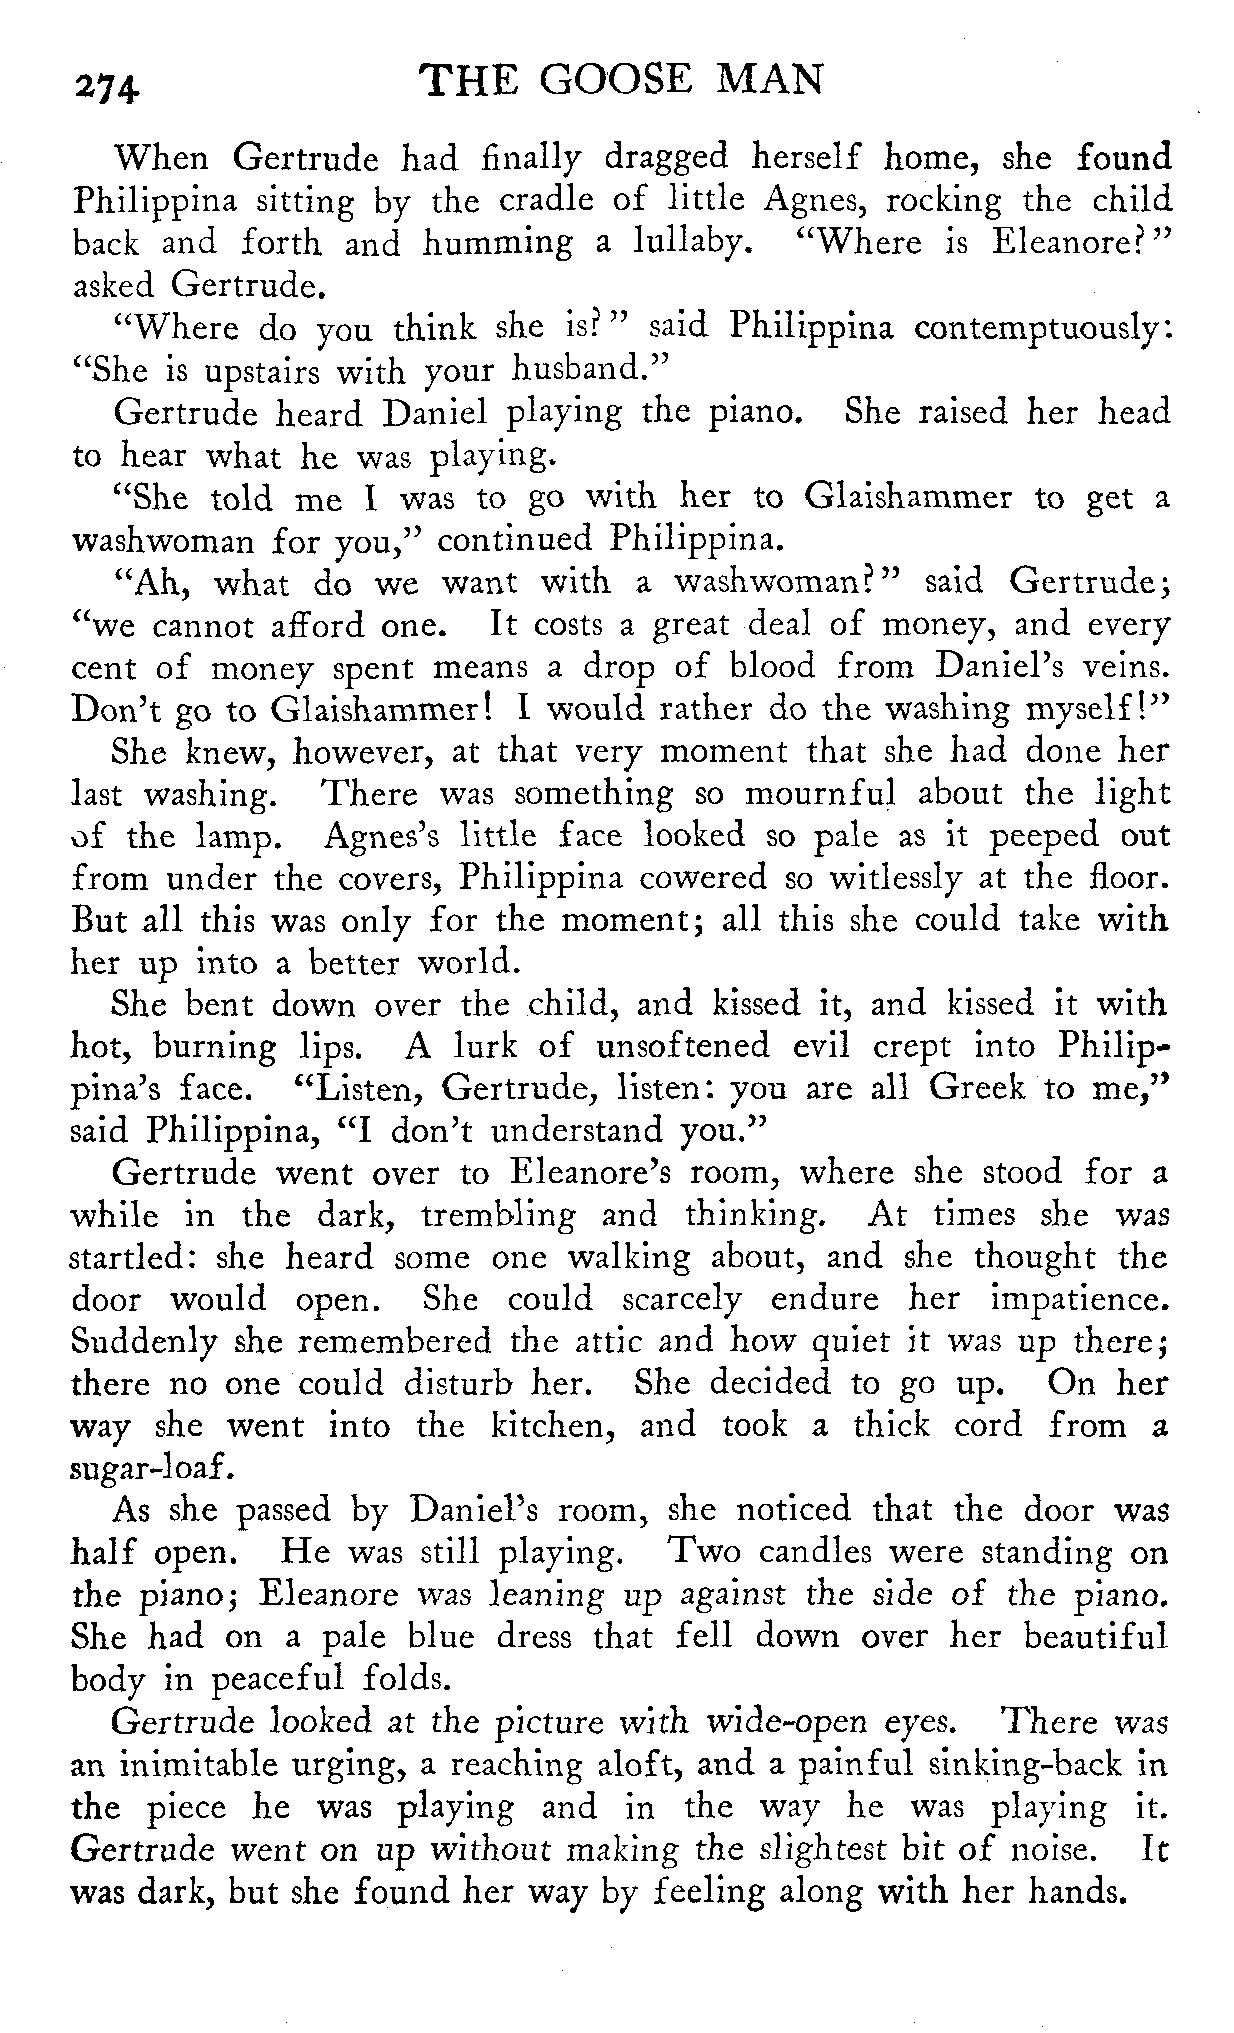 274 THE GOOSE MAN
When Gertrude had finally dragged herself home, she found
Philippina sitting by the cradle of little Agnes, rocking the child
back and forth and humming a lullaby. “Where is Eleanore?”
asked Gertrude.
“Where do you think she is?” said Philippina contemptuously:
“She is upstairs with your husband.”
Gertrude heard Daniel playing the piano. She raised her head
to hear what he was playing.
“She told me I was to go with her to Glaishammer to get a
washwoman for you,” continued Philippina.
“Ah, what do we want with a washwoman?” said Gertrude;
“we cannot afford one. It costs a great deal of money, and every
cent of money spent means a drop of blood from Daniel’s veins.
Don’t go to Glaishammer! I would rather do the washing myself!”
She knew, however, at that very moment that she had done her
last washing. There was something so mournful about the light
of the lamp. Agnes’s little face looked so pale as it peeped out
from under the covers, Philippina cowered so witlessly at the floor.
But all this was only for the moment; all this she could take with
her up into a better world.
She bent down over the child, and kissed it, and kissed it with
hot, burning lips. A lurk of unsoftened evil crept into Philip-
pina’s face. “Listen, Gertrude, listen: you are all Greek to me,”
said Philippina, “I don’t understand you.”
Gertrude went over to Eleanore’s room, where she stood for a
while in the dark, trembling and thinking. At times she was
startled: she heard some one walking about, and she thought the
door would open. She could scarcely endure her impatience.
Suddenly she remembered the attic and how quiet it was up there;
there no one could disturb her. She decided to go up. On her
way she went into the kitchen, and took a thick cord from a
sugar-loaf.
As she passed by Daniel’s room, she noticed that the door was
half open. He was still playing. Two candles were standing on
the piano; Eleanore was leaning up against the side of the piano.
She had on a pale blue dress that fell down over her beautiful
body in peaceful folds.
Gertrude looked at the picture with wide-open eyes. There was
an inimitable urging, a reaching aloft, and a painful sinking-back in
the piece he was playing and in the way he was playing it.
Gertrude went on up without making the slightest bit of noise. It
was dark, but she found her way by feeling along with her hands.